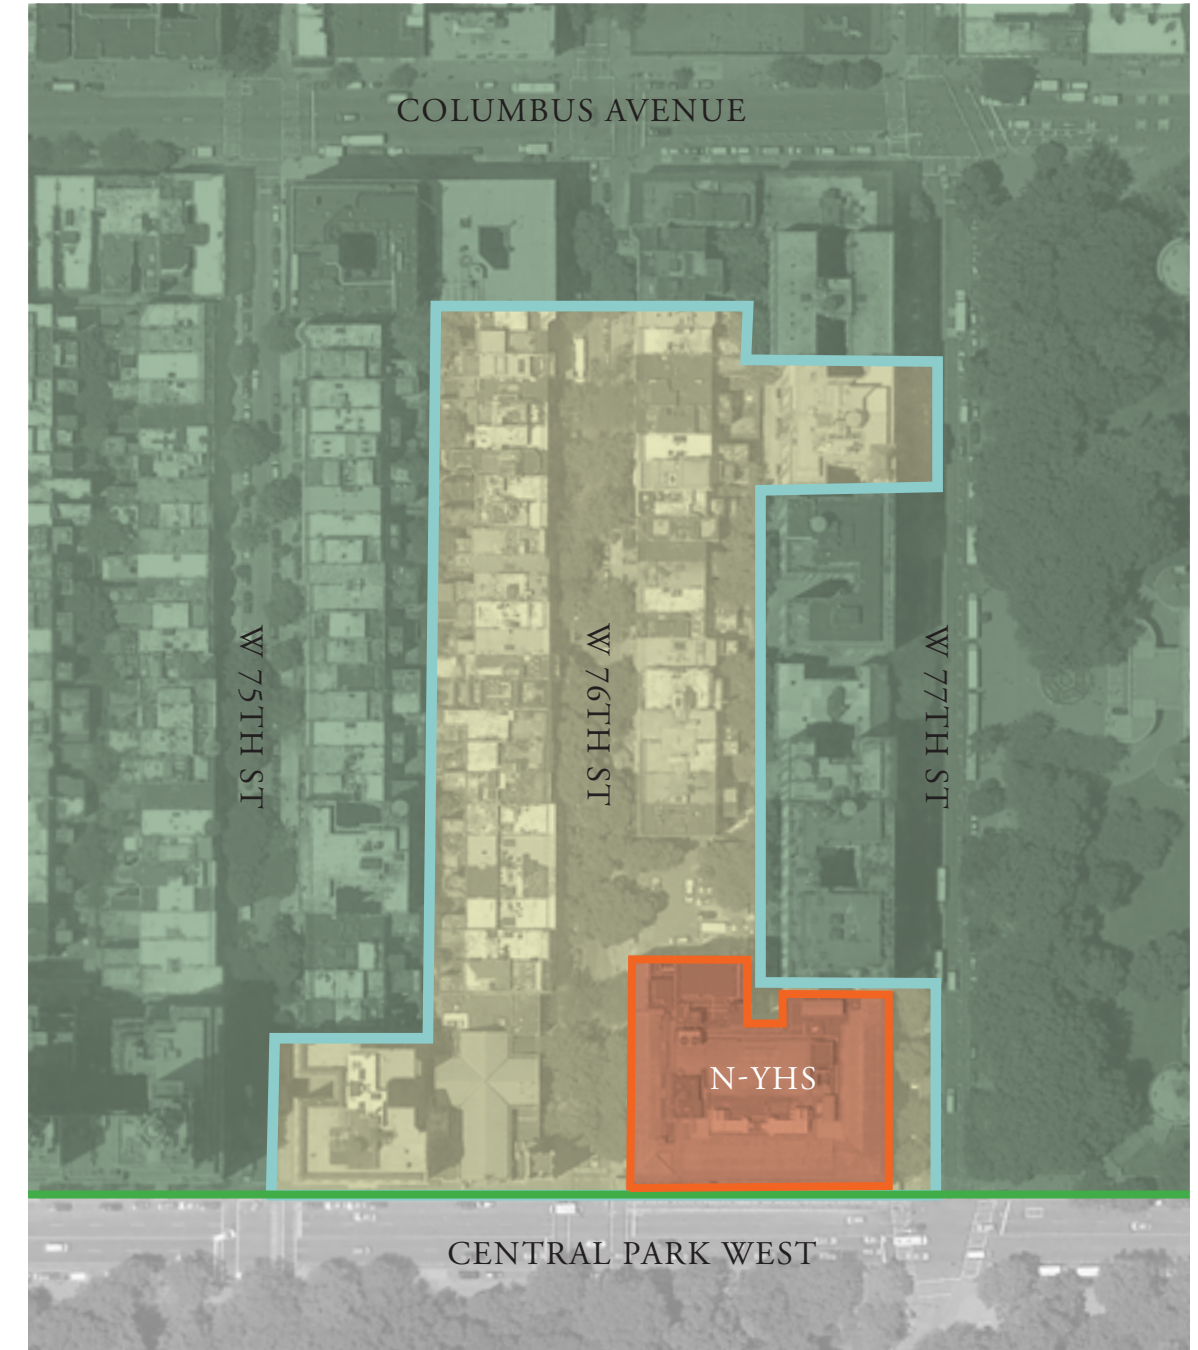 COLUMBUS AVENUE
W 75TH ST
W 76TH ST
W 77TH ST
N-YHS
CENTRAL PARK WEST